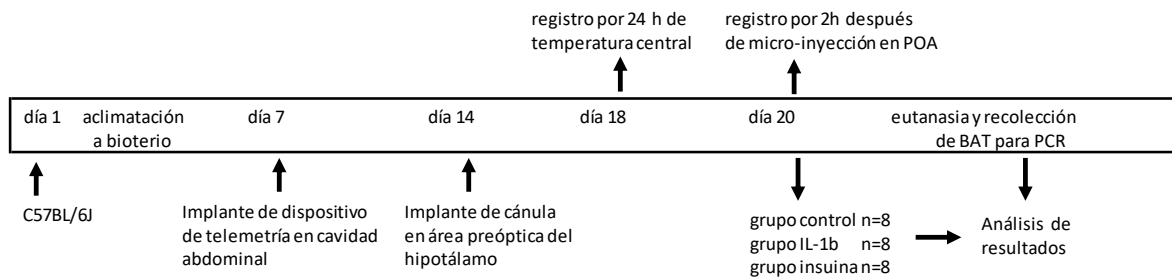 registro por 24 h de
temperatura central
registro por 2h después
de micro-inyección en POA
día 1
aclimatación
a bioterio
día 7
día 14
día 18
día 20
eutanasia y recolección
de BAT para PCR
C57BL/6J
Implante de dispositivo
de telemetría en cavidad
abdominal
Implante de cánula
en área preóptica del
hipotálamo
grupo control n=8
grupo IL-1b n=8
grupo insuina n=8
Análisis de
resultados